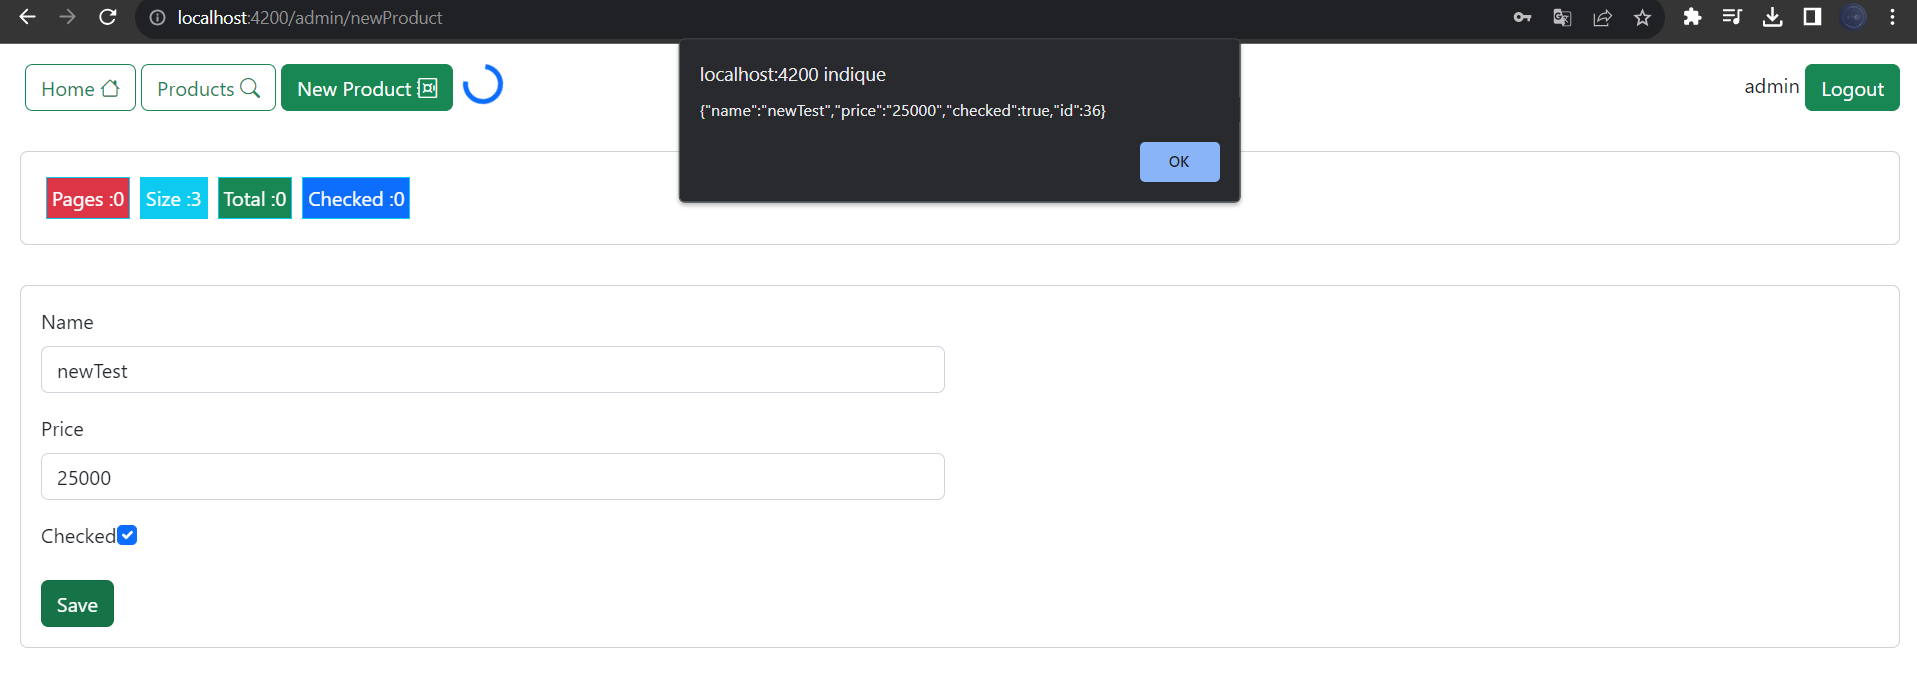 localhost:4200/admin/newProduct
Home
Products
New Product
admin
Logout
localhost:4200 indique
{"name":"newTest","price":"25000","checked":true,"id":36}
OK
Pages :0
Size :3
Total :0
Checked :0
Name
newTest
Price
25000
Checked
Save